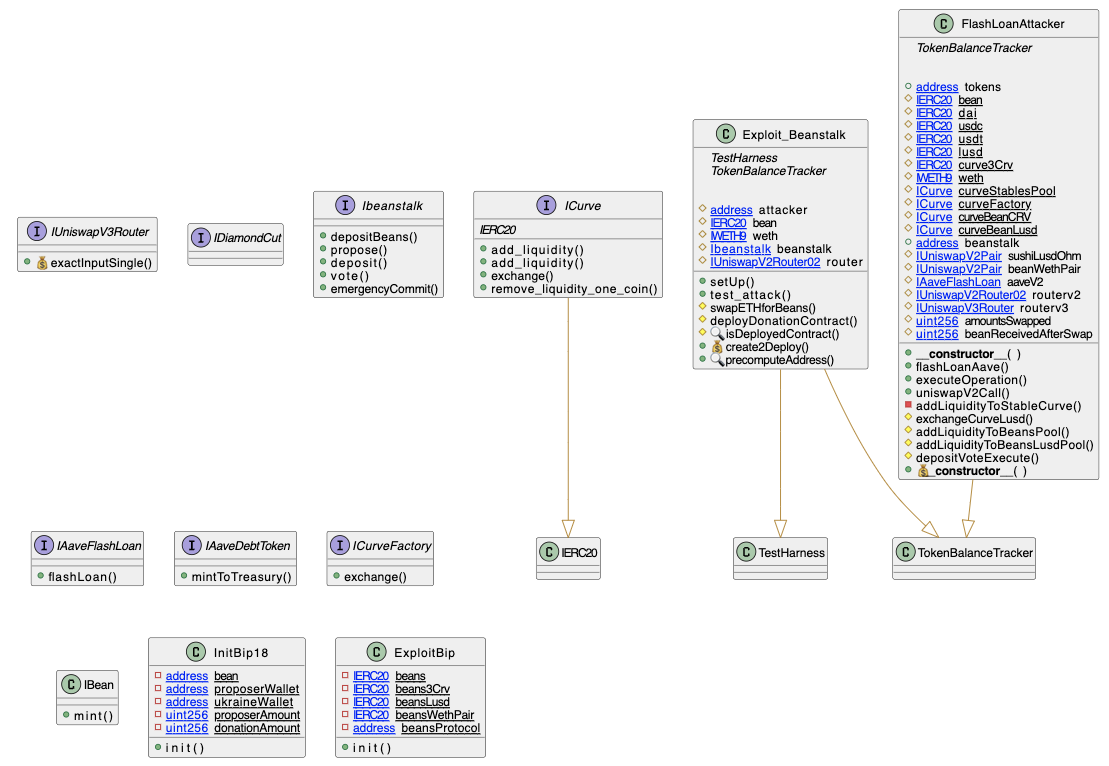 C FlashLoanAttacker
TokenBalanceTracker
address tokens
IERC20 bean
IERC20 dai
IERC20 usdc
IERC20 usdt
IERC20 lusd
IERC20 curve3Crv
IWETH9 weth
ICurve curveStablesPool
ICurve curveFactory
ICurve curveBeanCRV
ICurve curveBeanLusd
address beanstalk
IUniswapV2Pair sushiLusdOhm
IUniswapV2Pair beanWethPair
IAaveFlashLoan aaveV2
IUniswapV2Router02 routerv2
IUniswapV3Router routerv3
uint256 amountsSwapped
uint256 beanReceivedAfterSwap
__constructor__( )
flashLoanAave()
executeOperation()
uniswapV2Call()
addLiquidityToStableCurve()
exchangeCurveLusd()
addLiquidityToBeansPool()
addLiquidityToBeansLusdPool()
depositVoteExecute()
💰__constructor__( )
C Exploit_Beanstalk
TestHarness
TokenBalanceTracker
address attacker
IERC20 bean
IWETH9 weth
Ibeanstalk beanstalk
IUniswapV2Router02 router
setUp()
test_attack()
swapETHforBeans()
deployDonationContract()
🔍isDeployedContract()
💰create2Deploy()
🔍precomputeAddress()
I IUniswapV3Router
💰exactInputSingle()
I IDiamondCut
I Ibeanstalk
depositBeans()
propose()
deposit()
vote()
emergencyCommit()
I ICurve
IERC20
add_liquidity()
add_liquidity()
exchange()
remove_liquidity_one_coin()
I IAaveFlashLoan
flashLoan()
I IAaveDebtToken
mintToTreasury()
I ICurveFactory
exchange()
C IERC20
C TestHarness
C TokenBalanceTracker
C IBean
mint()
C InitBip18
address bean
address proposerWallet
address ukraineWallet
uint256 proposerAmount
uint256 donationAmount
init()
C ExploitBip
IERC20 beans
IERC20 beans3Crv
IERC20 beansLusd
IERC20 beansWethPair
address beansProtocol
init()